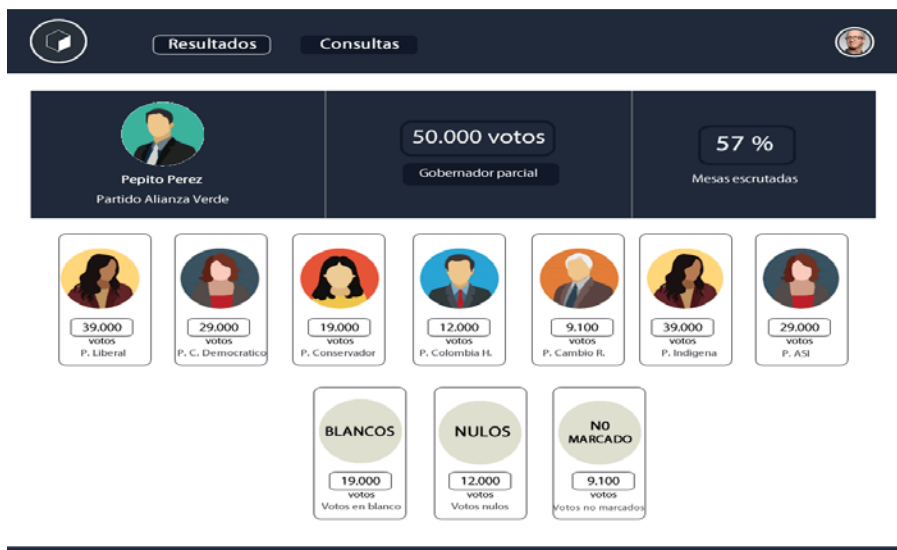 Resultados
Consultas
Pepito Perez
Partido Alianza Verde
50.000 votos
Gobernador parcial
57 %
Mesas escrutadas
39.000
votos
P. Liberal
29.000
votos
P. C. Democratico
19.000
votos
P. Conservador
12.000
votos
P. Colombia H.
9.100
votos
P. Cambio R.
39.000
votos
P. Indigena
29.000
votos
P. ASI
BLANCOS
19.000
votos
Votos en blanco
NULOS
12.000
votos
Votos nulos
NO
MARCADO
9.100
votos
Votos no marcados